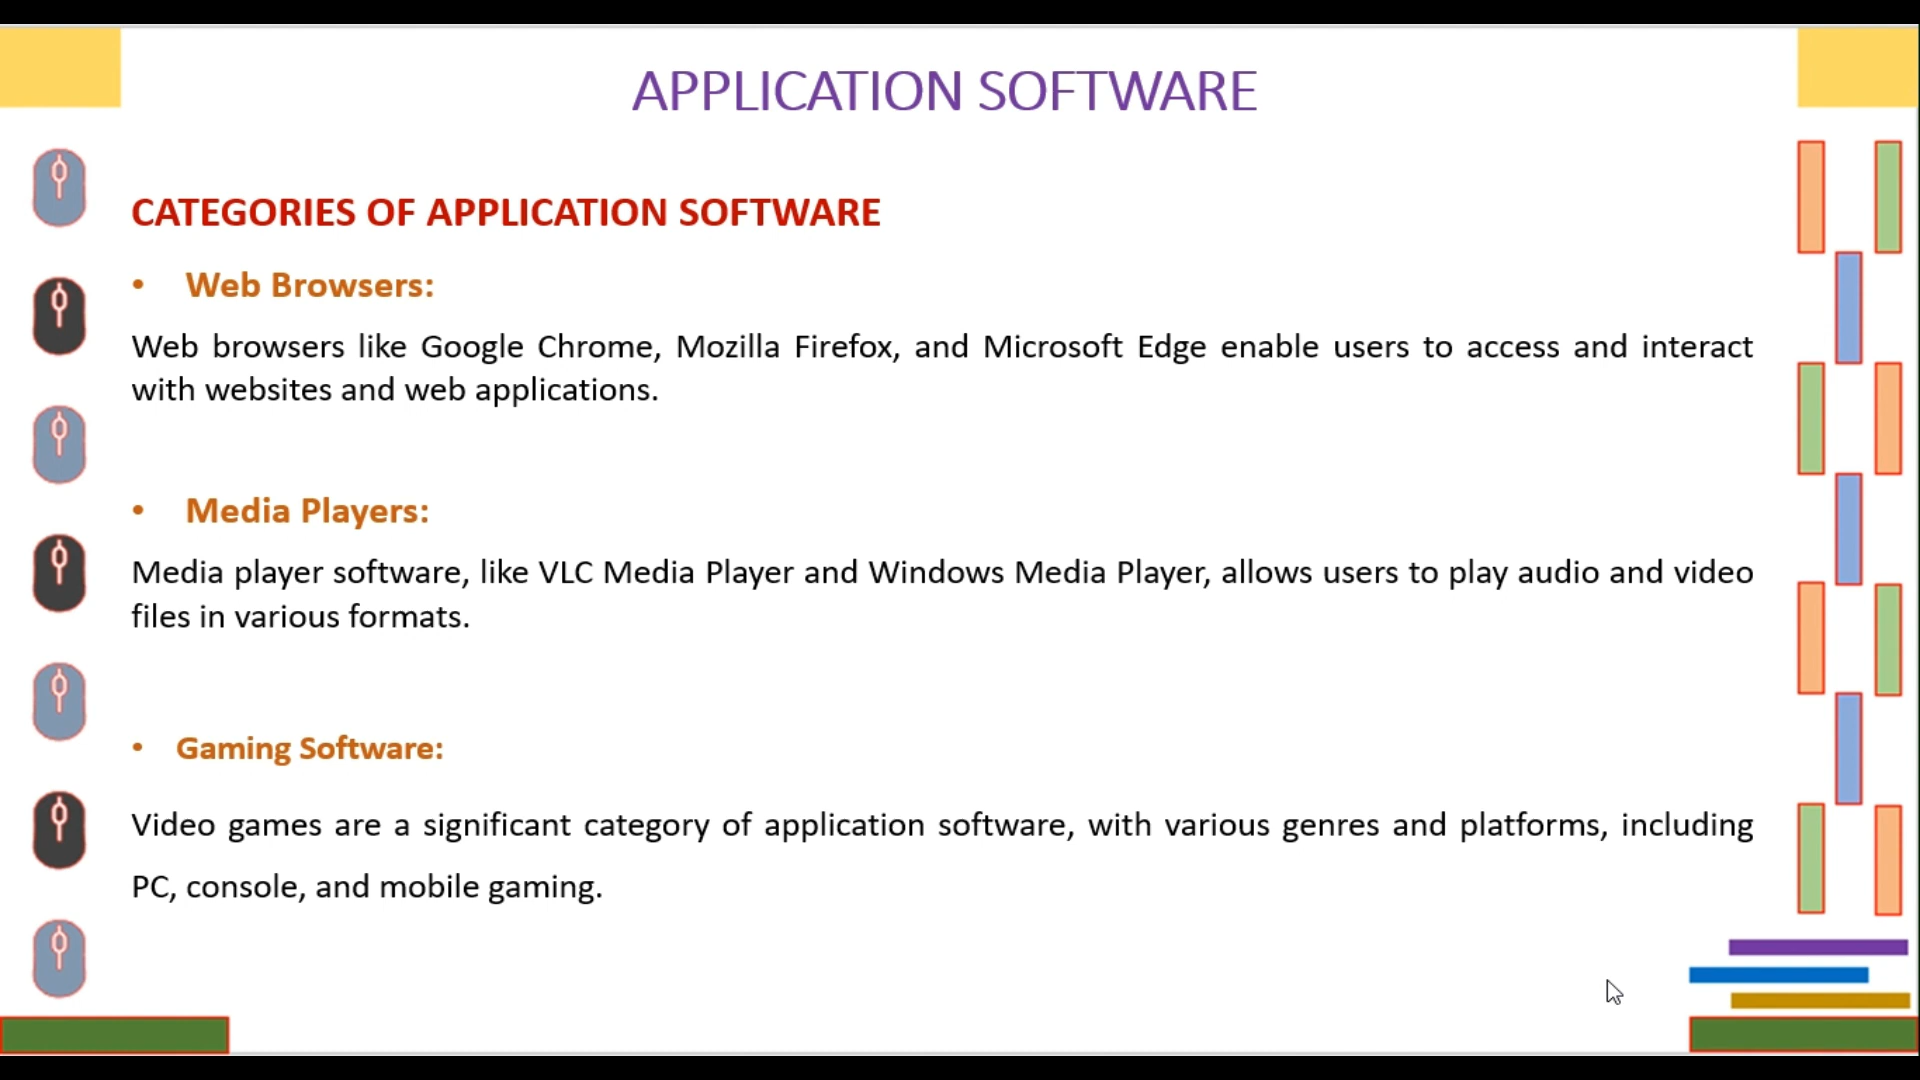 APPLICATION SOFTWARE
CATEGORIES OF APPLICATION SOFTWARE
• Web Browsers:
Web browsers like Google Chrome, Mozilla Firefox, and Microsoft Edge enable users to access and interact
with websites and web applications.
• Media Players:
Media player software, like VLC Media Player and Windows Media Player, allows users to play audio and video
files in various formats.
• Gaming Software:
Video games are a significant category of application software, with various genres and platforms, including
PC, console, and mobile gaming.